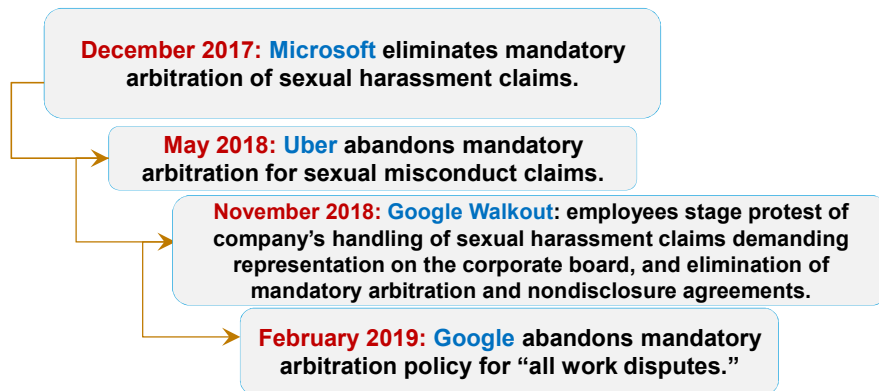 December 2017: Microsoft eliminates mandatory
arbitration of sexual harassment claims.
May 2018: Uber abandons mandatory
arbitration for sexual misconduct claims.
November 2018: Google Walkout: employees stage protest of
company’s handling of sexual harassment claims demanding
representation on the corporate board, and elimination of
mandatory arbitration and nondisclosure agreements.
February 2019: Google abandons mandatory
arbitration policy for “all work disputes.”